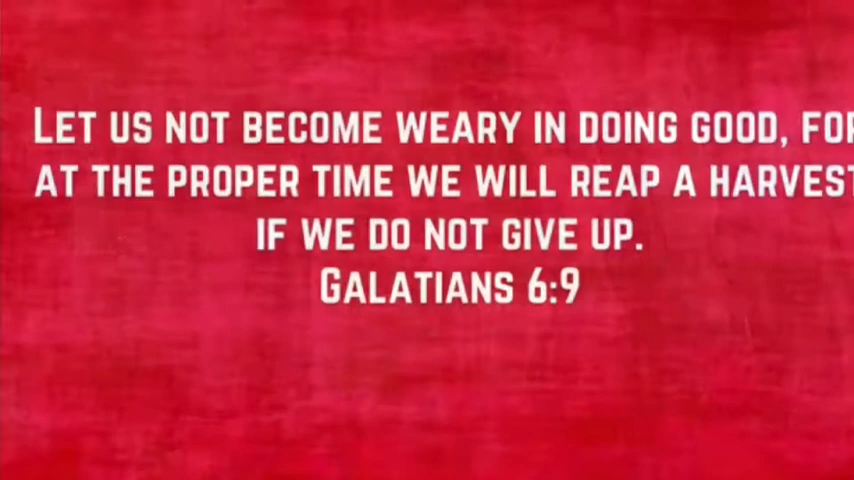 Let us not become weary in doing good, for
at the proper time we will reap a harvest
if we do not give up.
Galatians 6:9